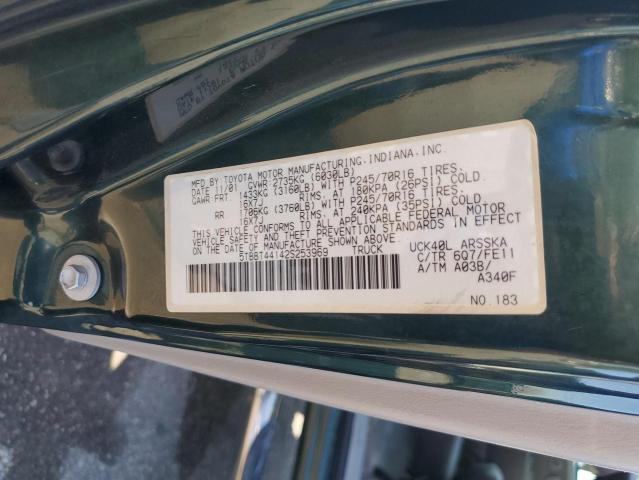 MFD. BY: TOYOTA MOTOR MANUFACTURING, INDIANA, INC.
DATE: 11/01 GVWR 2735KG (6030LB)
GAWR: FRT. 1433KG (3160LB) WITH P245/70R16 TIRES,
16X7J RIMS, AT 180KPA (26PSI) COLD.
RR 1706KG (3760LB) WITH P245/70R16 TIRES,
16X7J RIMS, AT 240KPA (35PSI) COLD.
THIS VEHICLE CONFORMS TO ALL APPLICABLE FEDERAL MOTOR
VEHICLE SAFETY AND THEFT PREVENTION STANDARDS IN EFFECT
ON THE DATE OF MANUFACTURE SHOWN ABOVE.
5TBBT44142S253969 TRUCK
UCK40L ARSSKA
C/TR 6Q7/FE11
A/TM A03B/
A340F
NO. 183